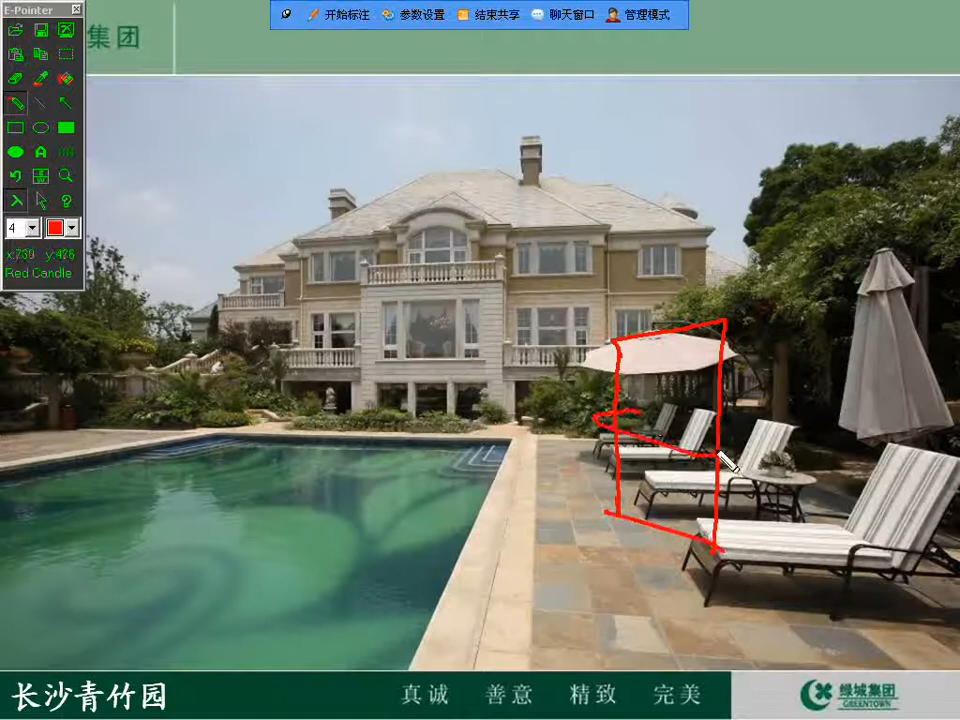 E-Pointer
集团
开始标注 参数设置 结束共享 聊天窗口 管理模式
4
x:739 y:476
Red Candle
长沙青竹园
真诚 善意 精致 完美
绿城集团
GREENTOWN